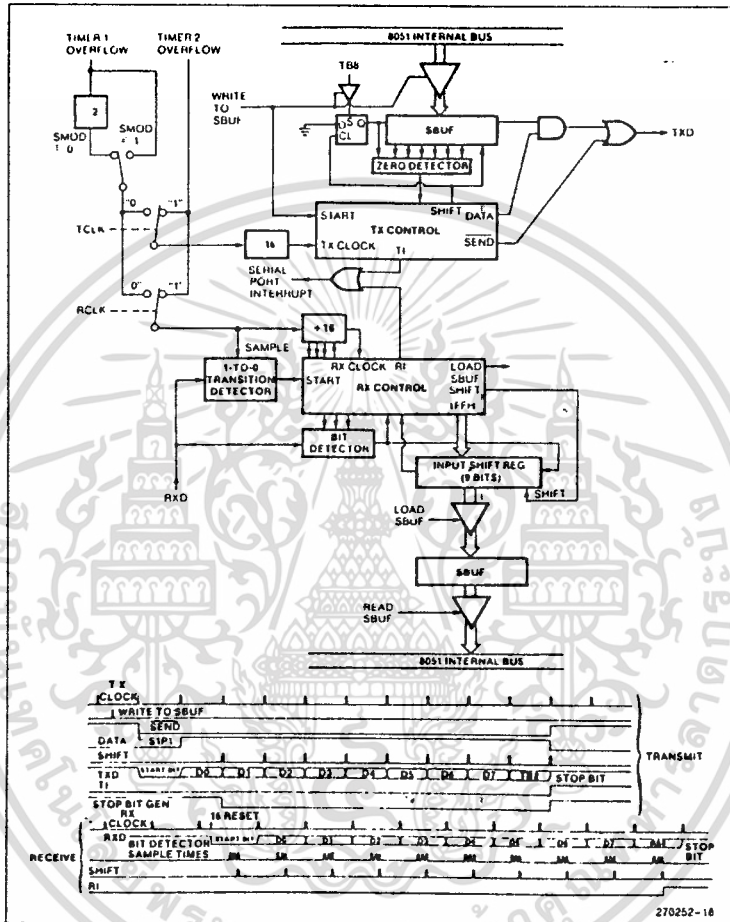 TIMER 1 OVERFLOW
TIMER 2 OVERFLOW
8051 INTERNAL BUS
TB8
WRITE TO SBUF
2
SMOD = 0
SMOD = 1
S
CL
SBUF
TXD
ZERO DETECTOR
"0"
"1"
TCLK
START
SHIFT
DATA
TX CONTROL
TX CLOCK
TI
SEND
16
SERIAL PORT INTERRUPT
"0"
"1"
RCLK
÷16
SAMPLE
1-TO-0 TRANSITION DETECTOR
START
RX CLOCK
RI
RX CONTROL
LOAD SBUF
SHIFT
1FFH
BIT DETECTOR
INPUT SHIFT REG (9 BITS)
SHIFT
RXD
LOAD SBUF
SBUF
READ SBUF
8051 INTERNAL BUS
TX CLOCK
WRITE TO SBUF
SEND
DATA
S1P1
SHIFT
TXD
START BIT
D0
D1
D2
D3
D4
D5
D6
D7
TB8
STOP BIT
TRANSMIT
TI
STOP BIT GEN
RX CLOCK
16 RESET
RXD
START BIT
D0
D1
D2
D3
D4
D5
D6
D7
RB8
STOP BIT
BIT DETECTOR SAMPLE TIMES
RECEIVE
SHIFT
RI
270252-18